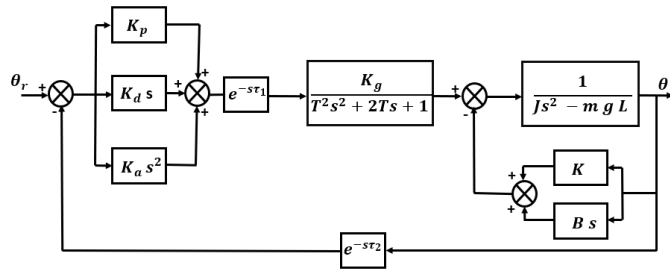 K_p
+
θ_r
+
-
K_d s
+
+
e^{-sτ_1}
K_g
T^2s^2 + 2Ts + 1
+
-
1
Js^2 − m g L
θ
K_a s^2
+
K
+
B s
e^{-sτ_2}